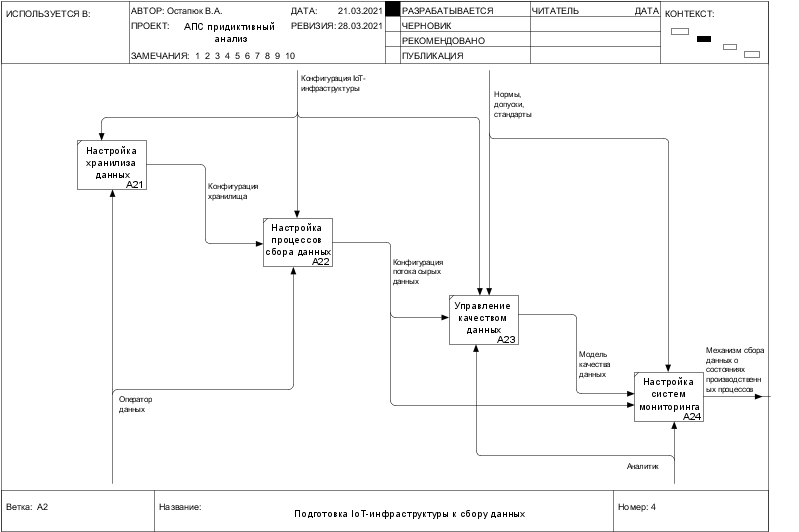 ИСПОЛЬЗУЕТСЯ В:
АВТОР: Остапюк В.А.
ДАТА: 21.03.2021
ПРОЕКТ: АПС придиктивный
анализ
РЕВИЗИЯ: 28.03.2021
ЗАМЕЧАНИЯ: 1 2 3 4 5 6 7 8 9 10
РАЗРАБАТЫВАЕТСЯ
ЧЕРНОВИК
РЕКОМЕНДОВАНО
ПУБЛИКАЦИЯ
ЧИТАТЕЛЬ
ДАТА
КОНТЕКСТ:
Конфигурация IoT-
инфраструктуры
Нормы,
допуски,
стандарты
Настройка
хранилиза
данных
A21
Конфигурация
хранилища
Настройка
процессов
сбора данных
A22
Конфигурация
потока сырых
данных
Управление
качеством
данных
A23
Модель
качества
данных
Механизм сбора
данных о
состояниях
производственн
ых процессов
Настройка
систем
мониторинга
A24
Оператор
данных
Аналитик
Ветка: A2
Название:
Подготовка IoT-инфраструктуры к сбору данных
Номер: 4